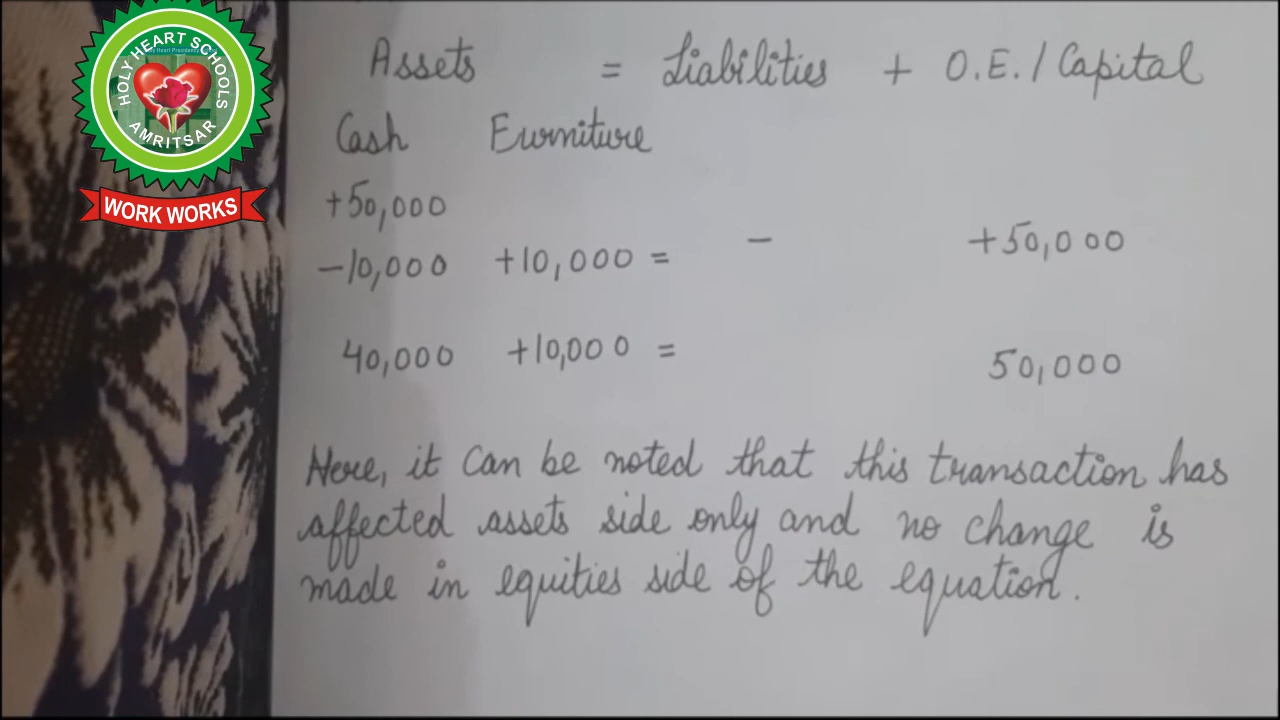 HOLY HEART SCHOOLS
AMRITSAR
WORK WORKS
Assets = Liabilities + O.E. / Capital
Cash Furniture
+50,000
-10,000 +10,000 = - +50,000
40,000 +10,000 = 50,000
Here, it can be noted that this transaction has
affected assets side only and no change is
made in equities side of the equation.